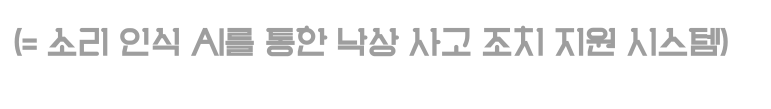 (= 소리 인식 AI를 통한 낙상 사고 조치 지원 시스템)